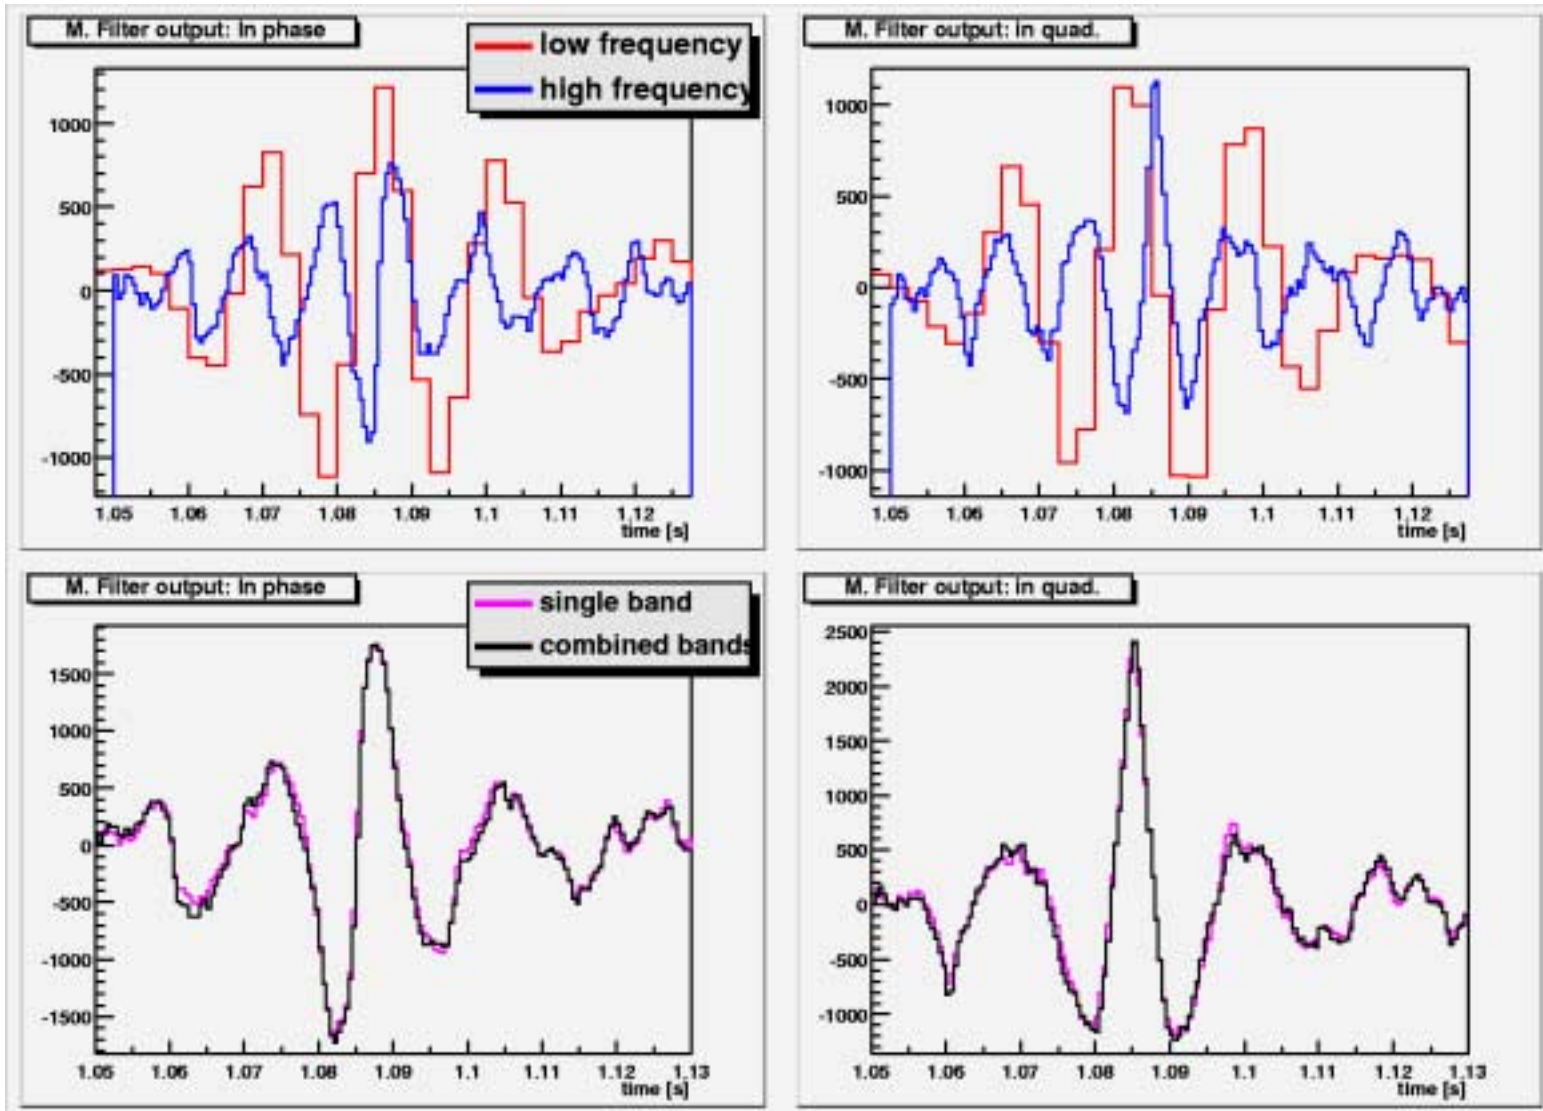 M. Filter output: In phase
low frequency
high frequency
1000
500
0
-500
-1000
1.05 1.06 1.07 1.08 1.09 1.1 1.11 1.12
time [s]
M. Filter output: in quad.
1000
500
0
-500
-1000
1.05 1.06 1.07 1.08 1.09 1.1 1.11 1.12
time [s]
M. Filter output: In phase
single band
combined bands
1500
1000
500
0
-500
-1000
-1500
1.05 1.06 1.07 1.08 1.09 1.1 1.11 1.12 1.13
time [s]
M. Filter output: in quad.
2500
2000
1500
1000
500
0
-500
-1000
1.05 1.06 1.07 1.08 1.09 1.1 1.11 1.12 1.13
time [s]